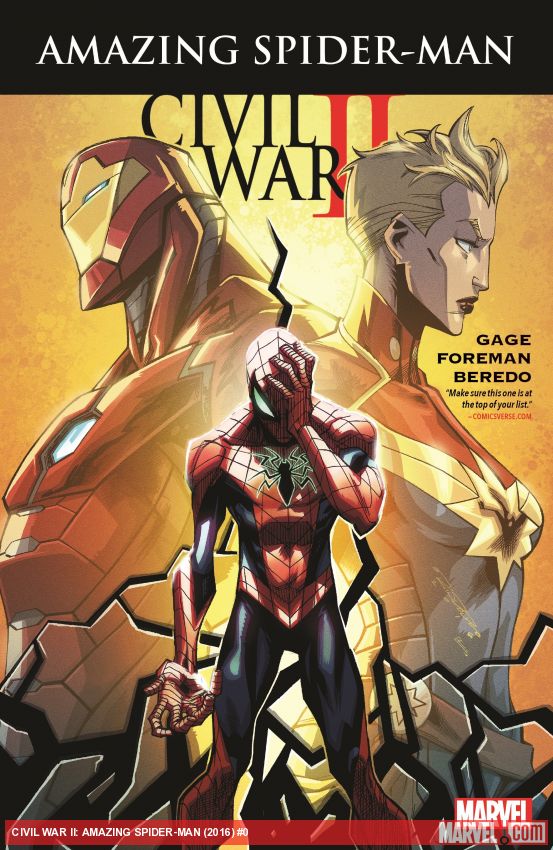 AMAZING SPIDER-MAN
CIVIL
WAR II
GAGE
FOREMAN
BEREDO
"Make sure this one is at
the top of your list."
—COMICSVERSE.COM
MARVEL
CIVIL WAR II: AMAZING SPIDER-MAN (2016) #0
MARVEL.com